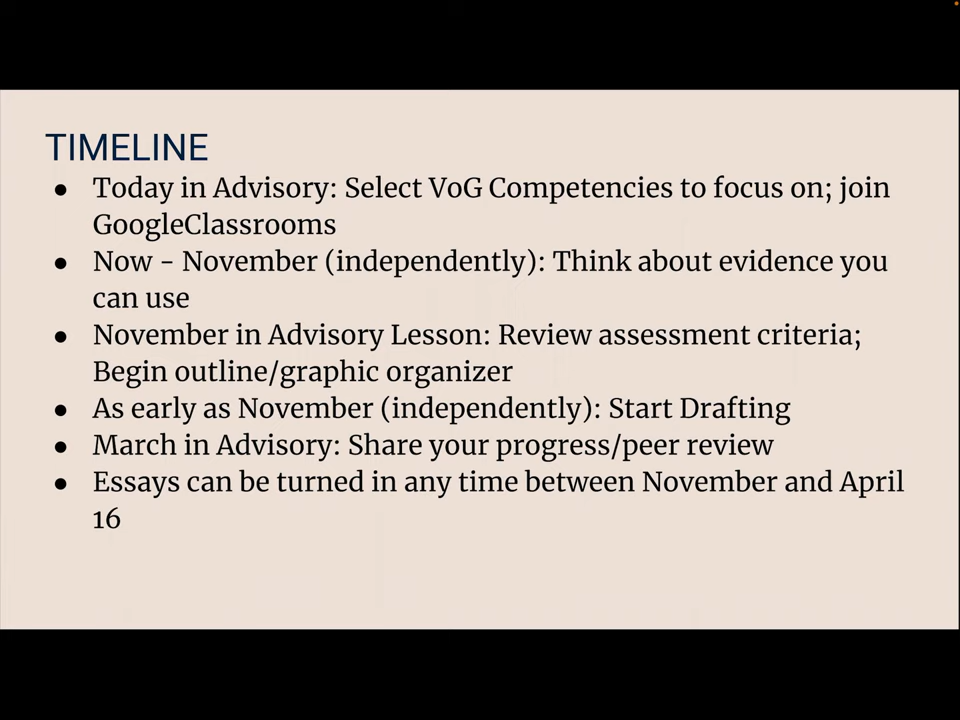 TIMELINE
● Today in Advisory: Select VoG Competencies to focus on; join
GoogleClassrooms
● Now - November (independently): Think about evidence you
can use
● November in Advisory Lesson: Review assessment criteria;
Begin outline/graphic organizer
● As early as November (independently): Start Drafting
● March in Advisory: Share your progress/peer review
● Essays can be turned in any time between November and April
16